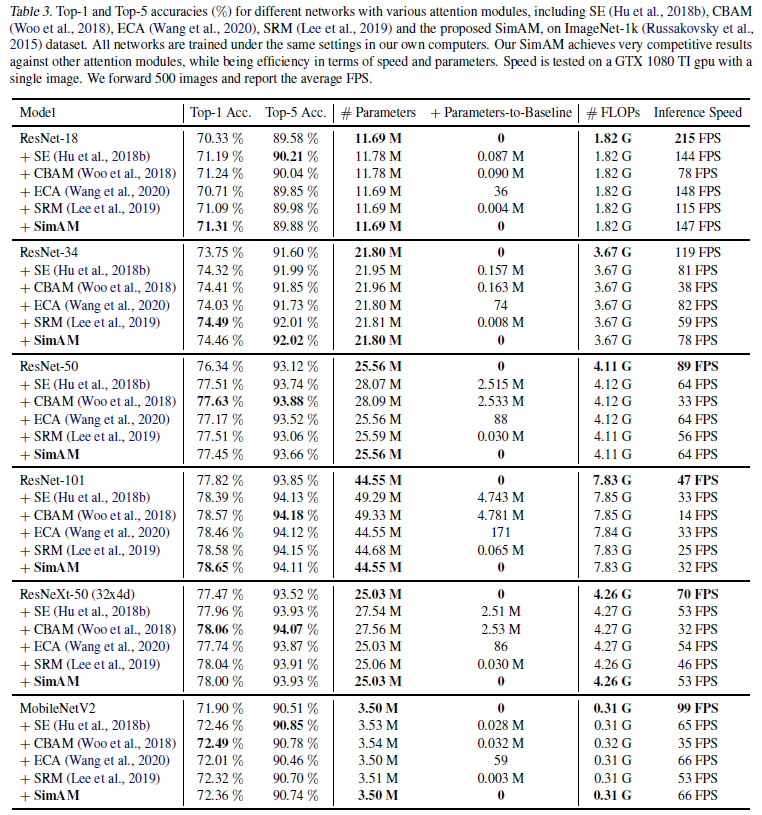 Table 3. Top-1 and Top-5 accuracies (%) for different networks with various attention modules, including SE (Hu et al., 2018b), CBAM
(Woo et al., 2018), ECA (Wang et al., 2020), SRM (Lee et al., 2019) and the proposed SimAM, on ImageNet-1k (Russakovsky et al.,
2015) dataset. All networks are trained under the same settings in our own computers. Our SimAM achieves very competitive results
against other attention modules, while being efficiency in terms of speed and parameters. Speed is tested on a GTX 1080 TI gpu with a
single image. We forward 500 images and report the average FPS.
Model Top-1 Acc. Top-5 Acc. # Parameters + Parameters-to-Baseline # FLOPs Inference Speed
ResNet-18 70.33 % 89.58 % 11.69 M 0 1.82 G 215 FPS
+ SE (Hu et al., 2018b) 71.19 % 90.21 % 11.78 M 0.087 M 1.82 G 144 FPS
+ CBAM (Woo et al., 2018) 71.24 % 90.04 % 11.78 M 0.090 M 1.82 G 78 FPS
+ ECA (Wang et al., 2020) 70.71 % 89.85 % 11.69 M 36 1.82 G 148 FPS
+ SRM (Lee et al., 2019) 71.09 % 89.98 % 11.69 M 0.004 M 1.82 G 115 FPS
+ SimAM 71.31 % 89.88 % 11.69 M 0 1.82 G 147 FPS
ResNet-34 73.75 % 91.60 % 21.80 M 0 3.67 G 119 FPS
+ SE (Hu et al., 2018b) 74.32 % 91.99 % 21.95 M 0.157 M 3.67 G 81 FPS
+ CBAM (Woo et al., 2018) 74.41 % 91.85 % 21.96 M 0.163 M 3.67 G 38 FPS
+ ECA (Wang et al., 2020) 74.03 % 91.73 % 21.80 M 74 3.67 G 82 FPS
+ SRM (Lee et al., 2019) 74.49 % 92.01 % 21.81 M 0.008 M 3.67 G 59 FPS
+ SimAM 74.46 % 92.02 % 21.80 M 0 3.67 G 78 FPS
ResNet-50 76.34 % 93.12 % 25.56 M 0 4.11 G 89 FPS
+ SE (Hu et al., 2018b) 77.51 % 93.74 % 28.07 M 2.515 M 4.12 G 64 FPS
+ CBAM (Woo et al., 2018) 77.63 % 93.88 % 28.09 M 2.533 M 4.12 G 33 FPS
+ ECA (Wang et al., 2020) 77.17 % 93.52 % 25.56 M 88 4.12 G 64 FPS
+ SRM (Lee et al., 2019) 77.51 % 93.06 % 25.59 M 0.030 M 4.11 G 56 FPS
+ SimAM 77.45 % 93.66 % 25.56 M 0 4.11 G 64 FPS
ResNet-101 77.82 % 93.85 % 44.55 M 0 7.83 G 47 FPS
+ SE (Hu et al., 2018b) 78.39 % 94.13 % 49.29 M 4.743 M 7.85 G 33 FPS
+ CBAM (Woo et al., 2018) 78.57 % 94.18 % 49.33 M 4.781 M 7.85 G 14 FPS
+ ECA (Wang et al., 2020) 78.46 % 94.12 % 44.55 M 171 7.84 G 33 FPS
+ SRM (Lee et al., 2019) 78.58 % 94.15 % 44.68 M 0.065 M 7.83 G 25 FPS
+ SimAM 78.65 % 94.11 % 44.55 M 0 7.83 G 32 FPS
ResNeXt-50 (32x4d) 77.47 % 93.52 % 25.03 M 0 4.26 G 70 FPS
+ SE (Hu et al., 2018b) 77.96 % 93.93 % 27.54 M 2.51 M 4.27 G 53 FPS
+ CBAM (Woo et al., 2018) 78.06 % 94.07 % 27.56 M 2.53 M 4.27 G 32 FPS
+ ECA (Wang et al., 2020) 77.74 % 93.87 % 25.03 M 86 4.27 G 54 FPS
+ SRM (Lee et al., 2019) 78.04 % 93.91 % 25.06 M 0.030 M 4.26 G 46 FPS
+ SimAM 78.00 % 93.93 % 25.03 M 0 4.26 G 53 FPS
MobileNetV2 71.90 % 90.51 % 3.50 M 0 0.31 G 99 FPS
+ SE (Hu et al., 2018b) 72.46 % 90.85 % 3.53 M 0.028 M 0.31 G 65 FPS
+ CBAM (Woo et al., 2018) 72.49 % 90.78 % 3.54 M 0.032 M 0.32 G 35 FPS
+ ECA (Wang et al., 2020) 72.01 % 90.46 % 3.50 M 59 0.31 G 66 FPS
+ SRM (Lee et al., 2019) 72.32 % 90.70 % 3.51 M 0.003 M 0.31 G 53 FPS
+ SimAM 72.36 % 90.74 % 3.50 M 0 0.31 G 66 FPS